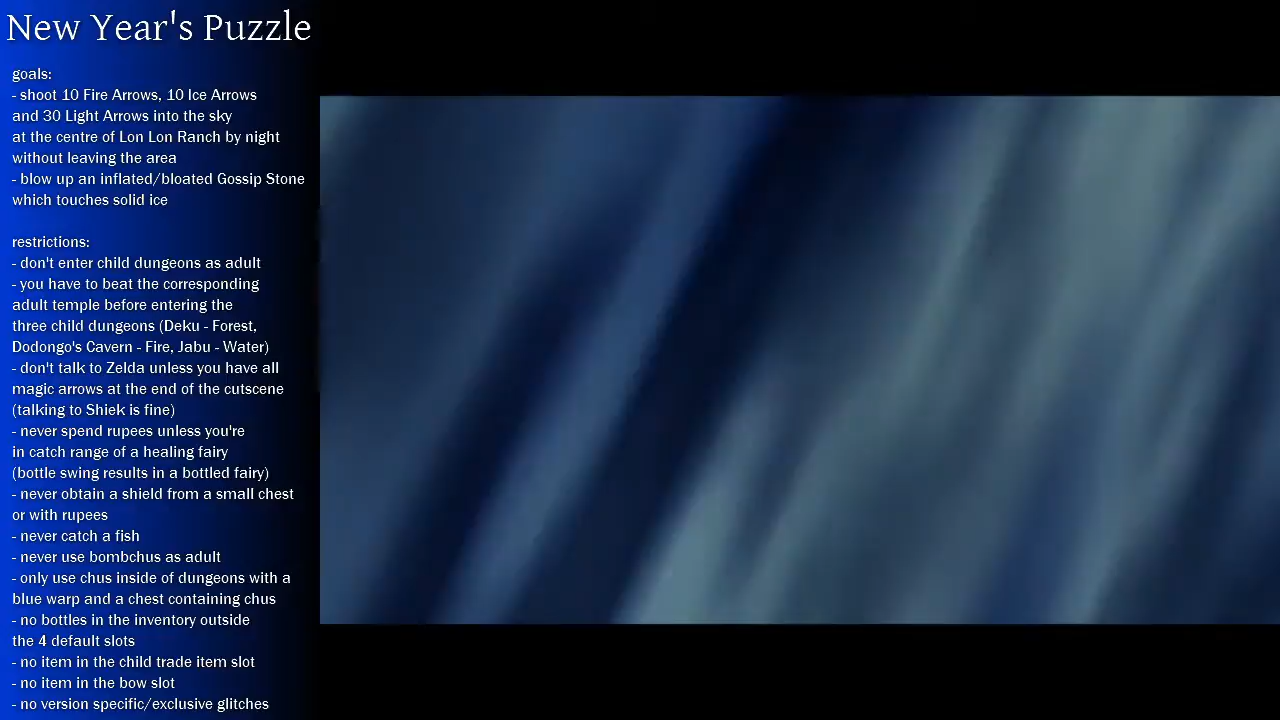 New Year's Puzzle
goals:
- shoot 10 Fire Arrows, 10 Ice Arrows
and 30 Light Arrows into the sky
at the centre of Lon Lon Ranch by night
without leaving the area
- blow up an inflated/bloated Gossip Stone
which touches solid ice
restrictions:
- don't enter child dungeons as adult
- you have to beat the corresponding
adult temple before entering the
three child dungeons (Deku - Forest,
Dodongo's Cavern - Fire, Jabu - Water)
- don't talk to Zelda unless you have all
magic arrows at the end of the cutscene
(talking to Shiek is fine)
- never spend rupees unless you're
in catch range of a healing fairy
(bottle swing results in a bottled fairy)
- never obtain a shield from a small chest
or with rupees
- never catch a fish
- never use bombchus as adult
- only use chus inside of dungeons with a
blue warp and a chest containing chus
- no bottles in the inventory outside
the 4 default slots
- no item in the child trade item slot
- no item in the bow slot
- no version specific/exclusive glitches